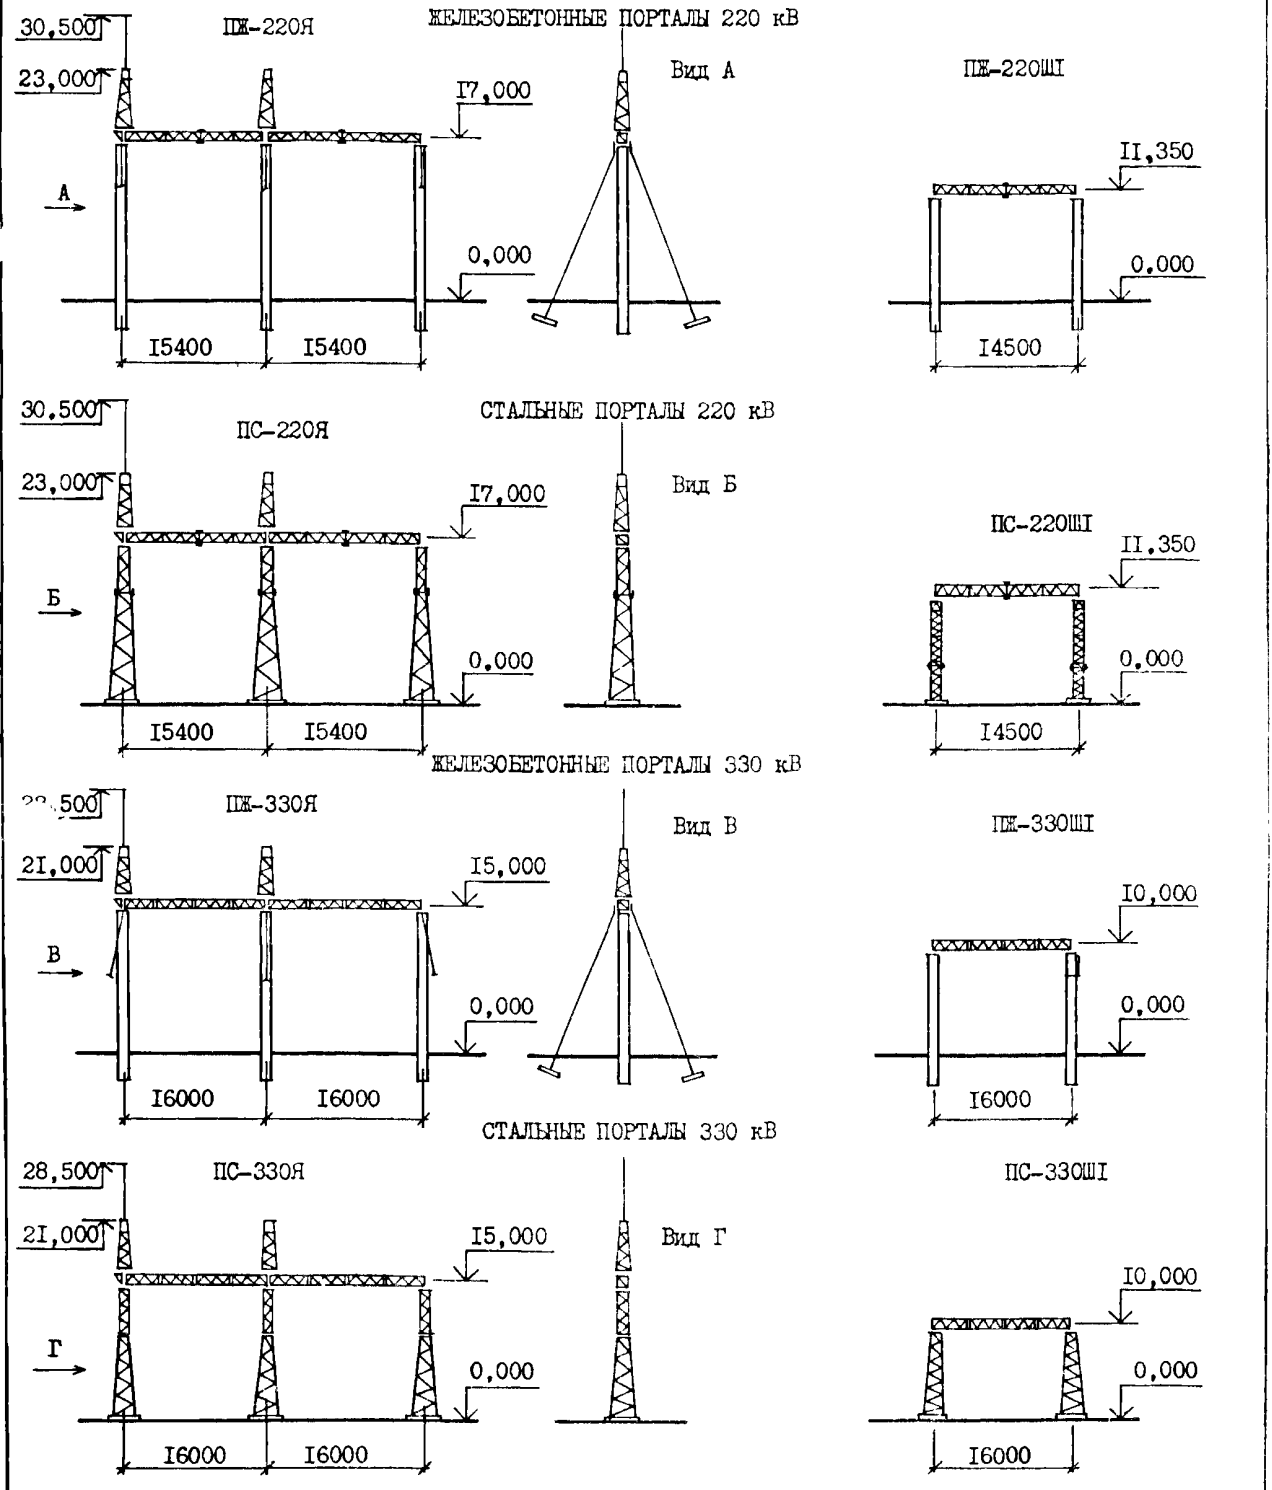 ЖЕЛЕЗОБЕТОННЫЕ ПОРТАЛЫ 220 кВ
30,500
ПЖ-220Я
23,000
17,000
Вид А
ПЖ-220Ш1
11,350
А
0,000
0.000
15400
15400
14500
СТАЛЬНЫЕ ПОРТАЛЫ 220 кВ
30.500
ПС-220Я
23,000
17,000
Вид Б
ПС-220Ш1
11.350
Б
0.000
0.000
15400
15400
14500
ЖЕЛЕЗОБЕТОННЫЕ ПОРТАЛЫ 330 кВ
ПЖ-330Я
Вид В
ПЖ-330Ш1
21,000
15,000
10,000
В
0,000
0,000
16000
16000
16000
СТАЛЬНЫЕ ПОРТАЛЫ 330 кВ
28,500
ПС-330Я
ПС-330Ш1
21,000
15,000
Вид Г
10,000
Г
0,000
0,000
16000
16000
16000